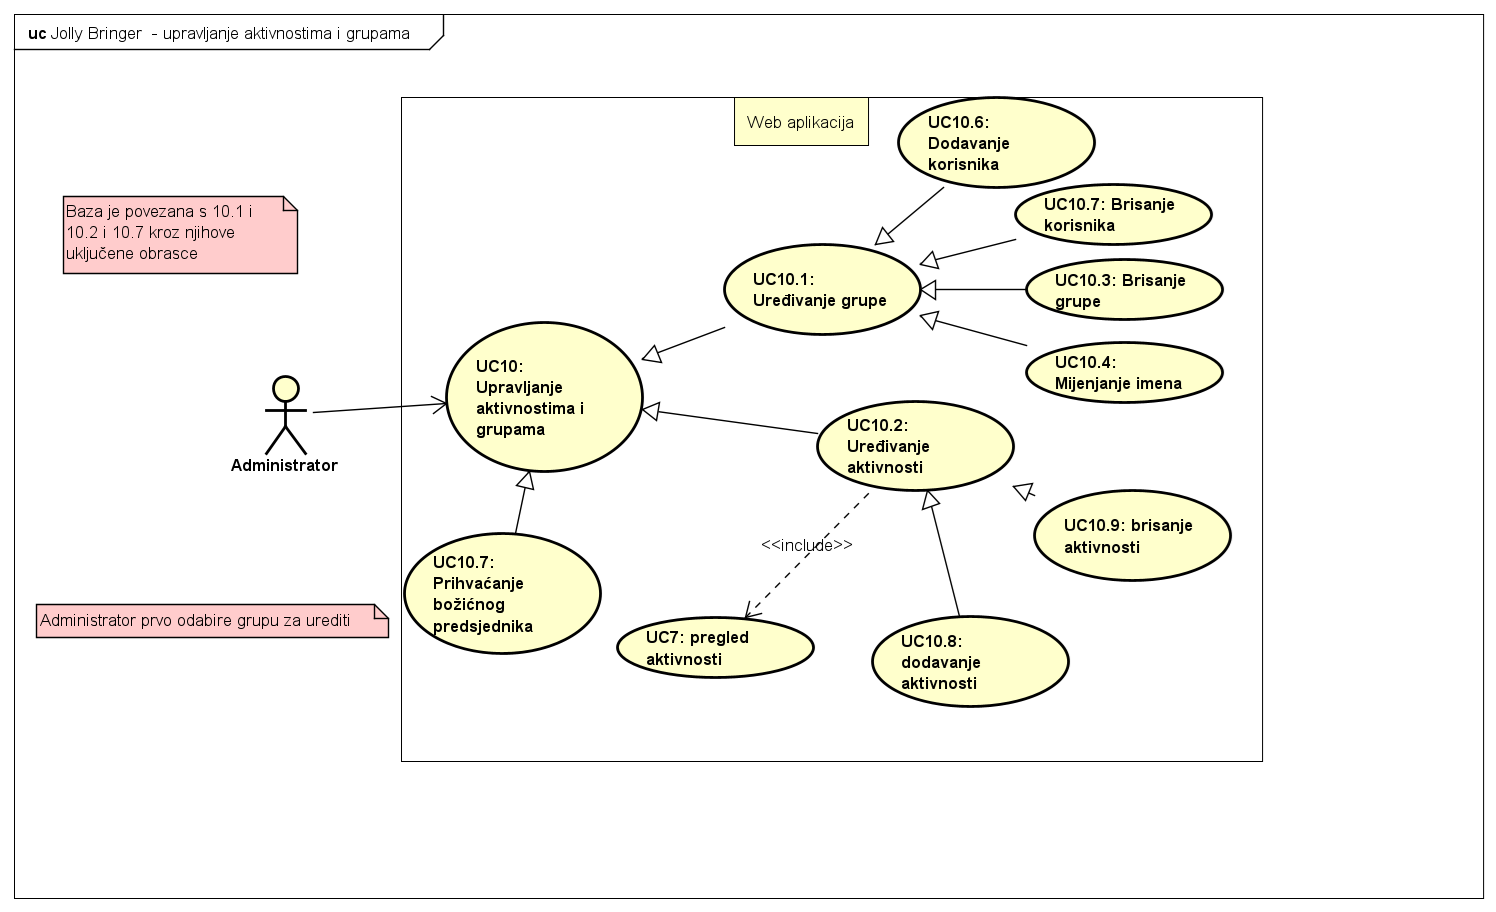 uc Jolly Bringer - upravljanje aktivnostima i grupama
Web aplikacija
UC10.6:
Dodavanje
korisnika
Baza je povezana s 10.1 i
10.2 i 10.7 kroz njihove
uključene obrasce
UC10.7: Brisanje
korisnika
UC10.1:
Uređivanje grupe
UC10.3: Brisanje
grupe
UC10:
Upravljanje
aktivnostima i
grupama
UC10.4:
Mijenjanje imena
Administrator
UC10.2:
Uređivanje
aktivnosti
UC10.9: brisanje
aktivnosti
<<include>>
UC10.7:
Prihvaćanje
božićnog
predsjednika
Administrator prvo odabire grupu za urediti
UC7: pregled
aktivnosti
UC10.8:
dodavanje
aktivnosti